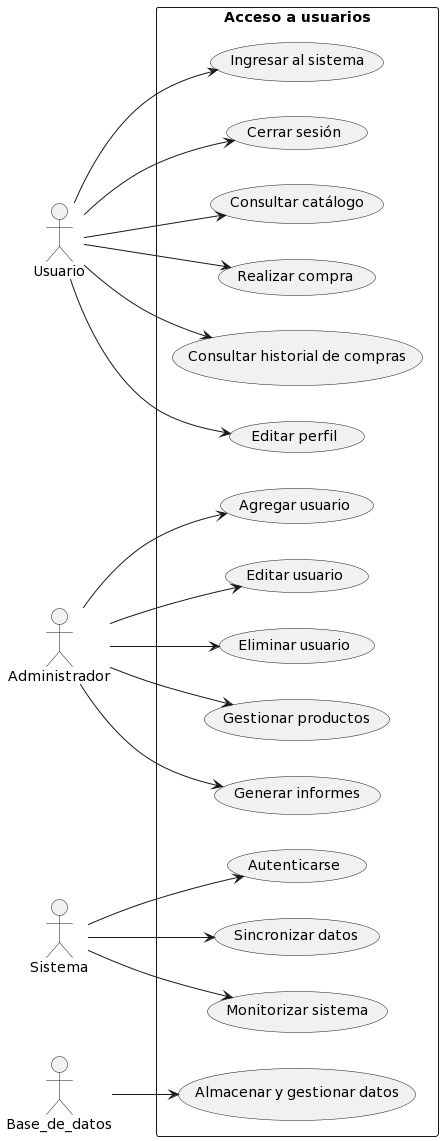 Acceso a usuarios
Ingresar al sistema
Cerrar sesión
Consultar catálogo
Usuario
Realizar compra
Consultar historial de compras
Editar perfil
Agregar usuario
Editar usuario
Eliminar usuario
Administrador
Gestionar productos
Generar informes
Autenticarse
Sincronizar datos
Sistema
Monitorizar sistema
Almacenar y gestionar datos
Base_de_datos